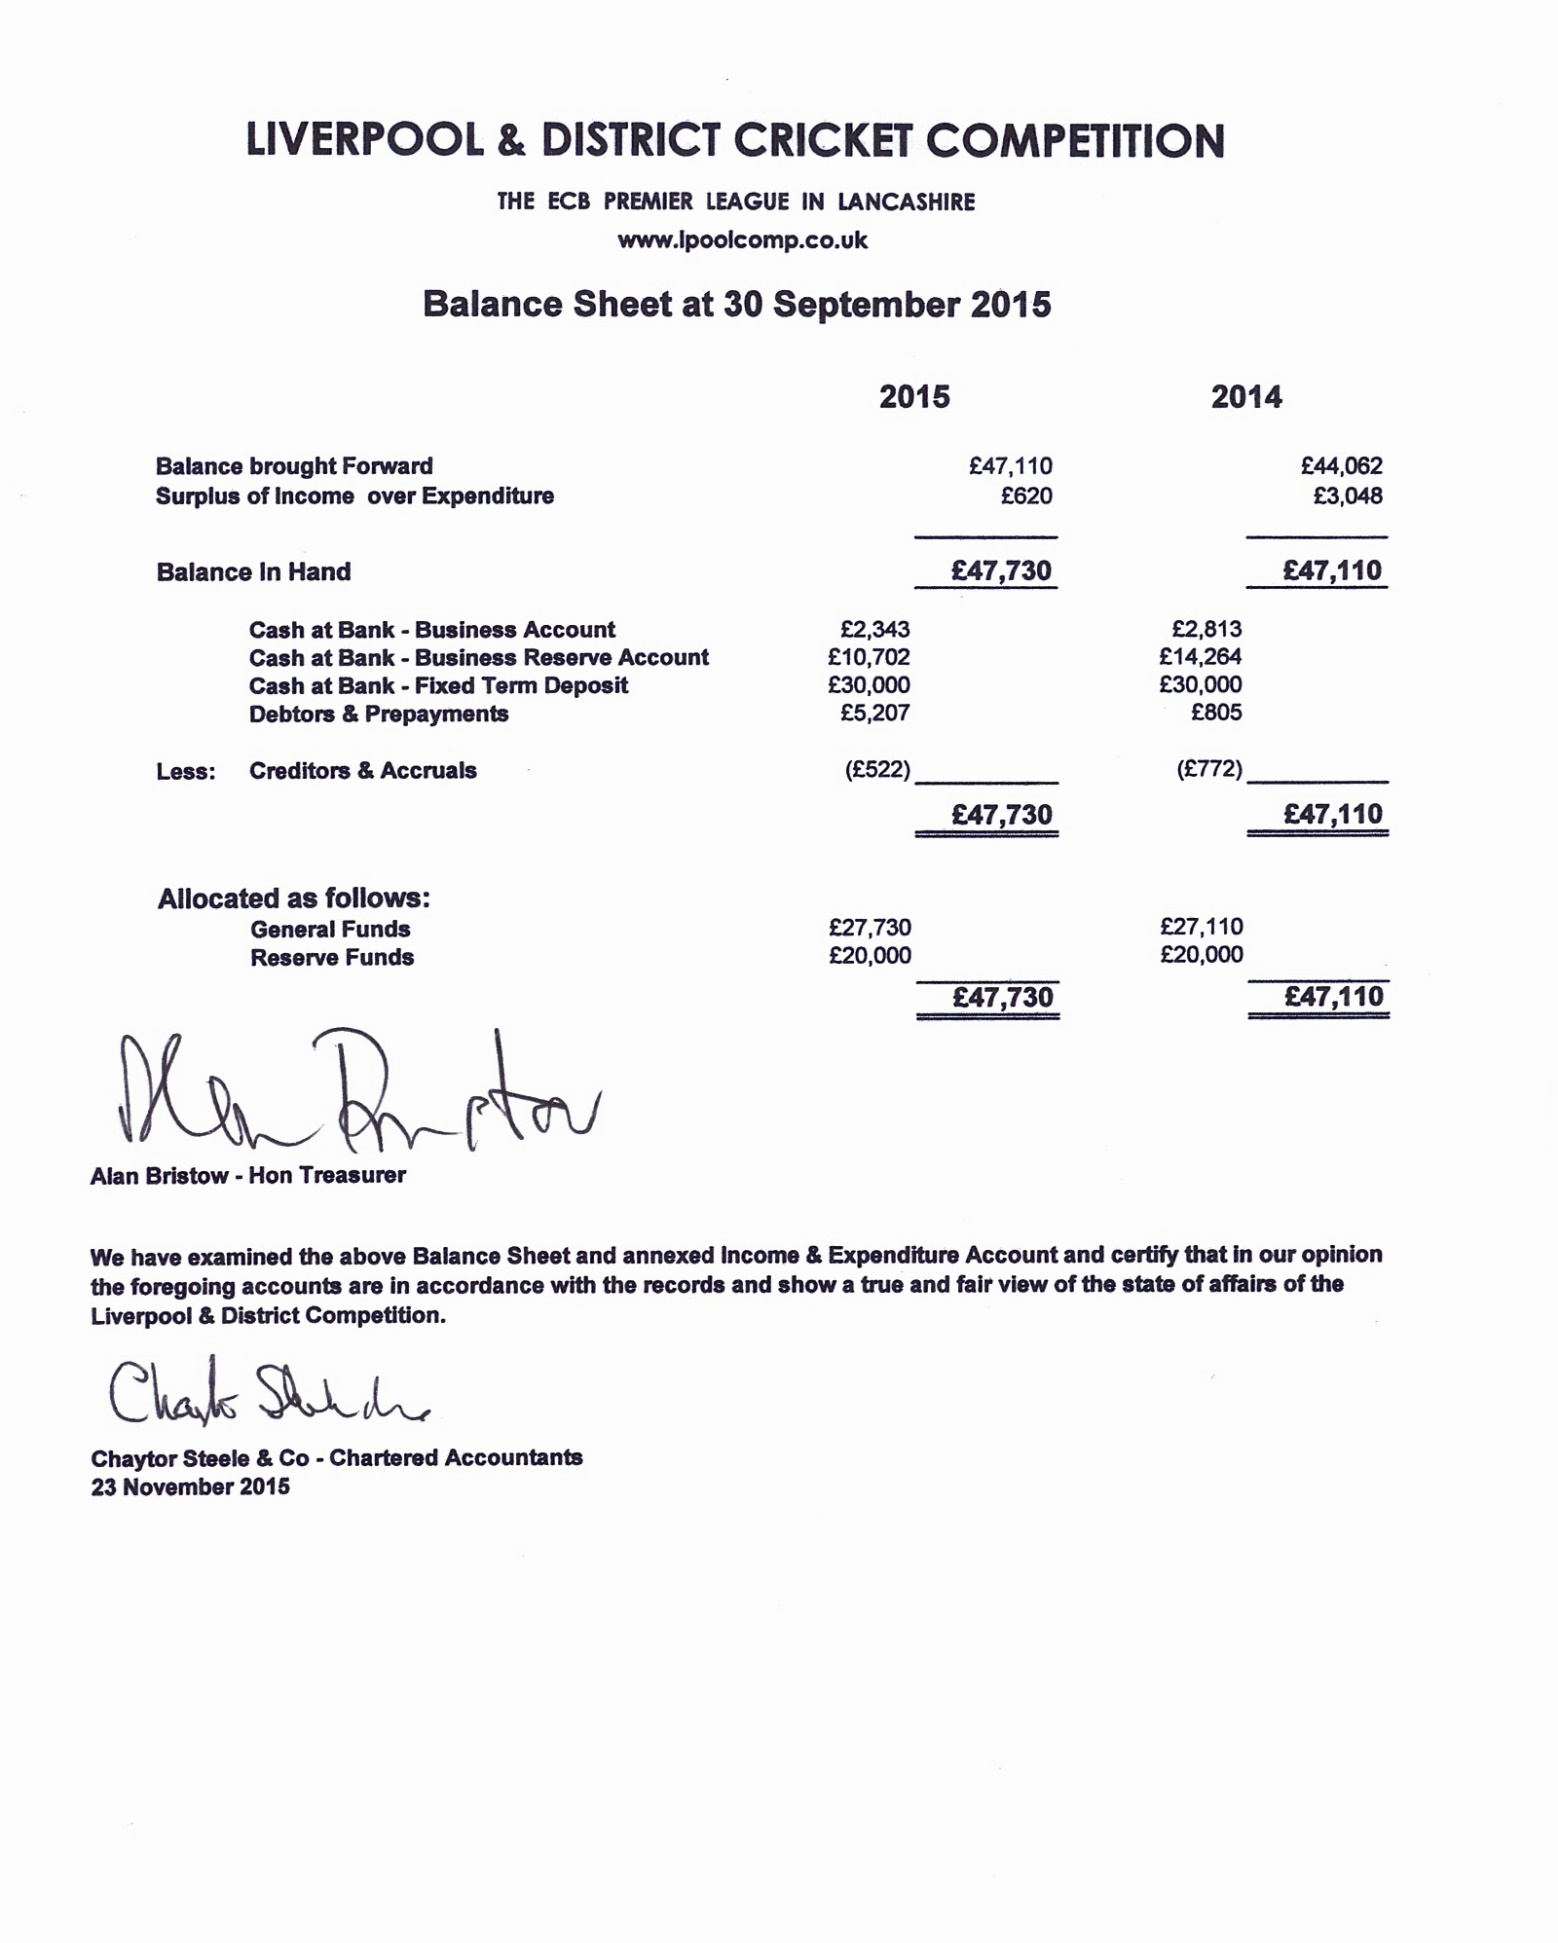 LIVERPOOL & DISTRICT CRICKET COMPETITION
THE ECB PREMIER LEAGUE IN LANCASHIRE
www.lpoolcomp.co.uk
Balance Sheet at 30 September 2015
2015 2014
Balance brought Forward £47,110 £44,062
Surplus of Income over Expenditure £620 £3,048
Balance In Hand £47,730 £47,110
Cash at Bank - Business Account £2,343 £2,813
Cash at Bank - Business Reserve Account £10,702 £14,264
Cash at Bank - Fixed Term Deposit £30,000 £30,000
Debtors & Prepayments £5,207 £805
Less: Creditors & Accruals (£522) (£772)
£47,730 £47,110
Allocated as follows:
General Funds £27,730 £27,110
Reserve Funds £20,000 £20,000
£47,730 £47,110
Alan Bristow
Alan Bristow - Hon Treasurer
We have examined the above Balance Sheet and annexed Income & Expenditure Account and certify that in our opinion
the foregoing accounts are in accordance with the records and show a true and fair view of the state of affairs of the
Liverpool & District Competition.
Chaytor Steele & Co
Chaytor Steele & Co - Chartered Accountants
23 November 2015